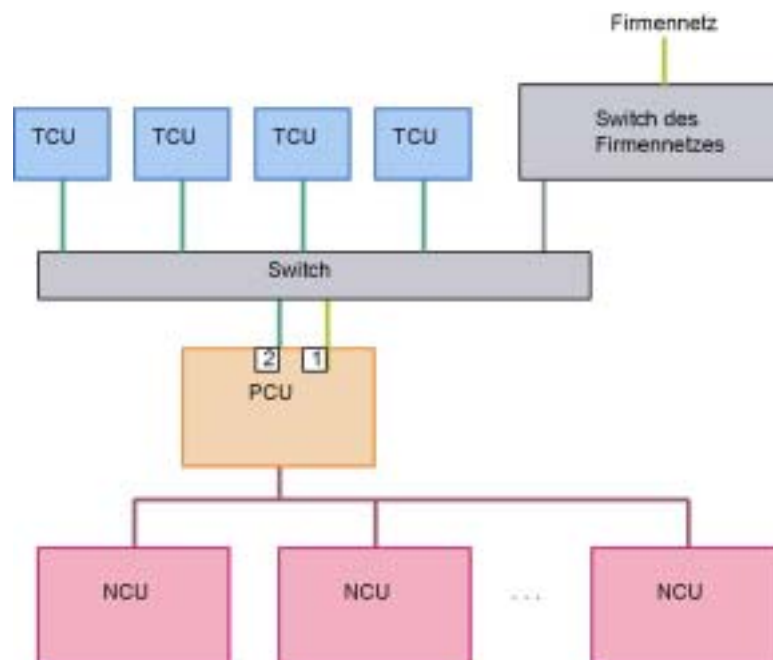 Firmennetz
TCU
TCU
TCU
TCU
Switch des
Firmennetzes
Switch
2
1
PCU
NCU
NCU
. . .
NCU